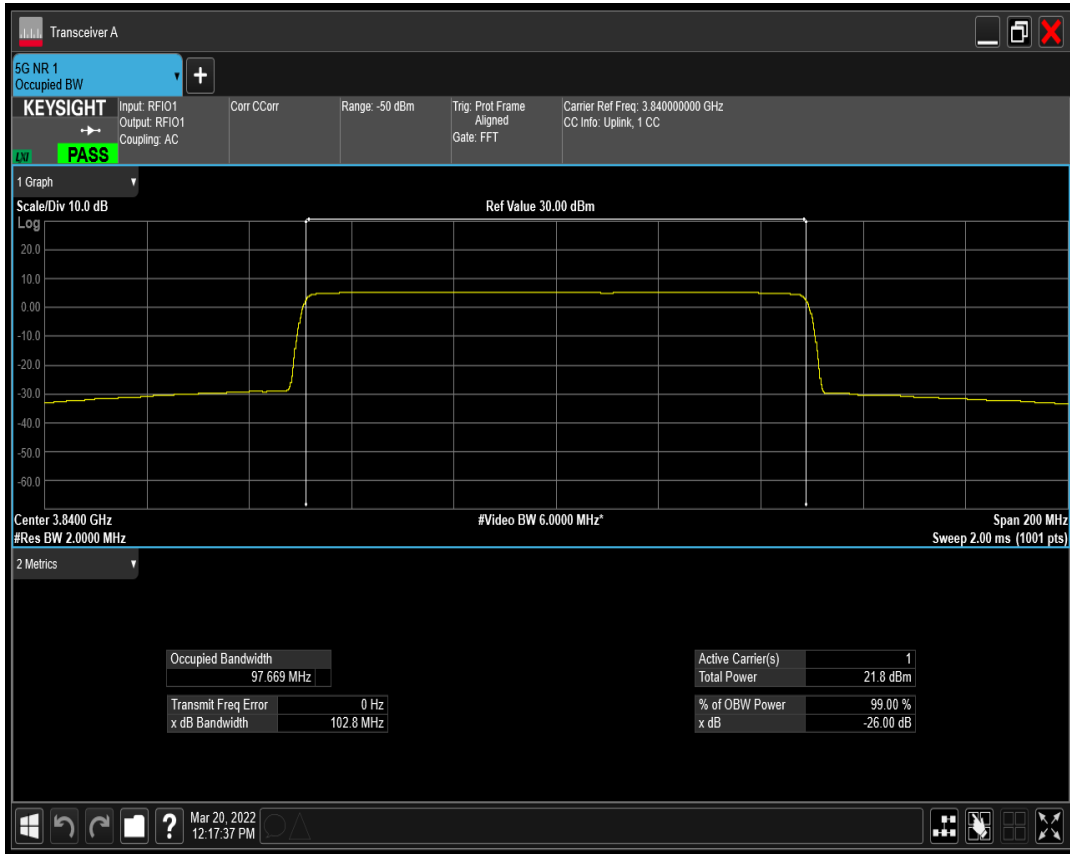 Transceiver A
5G NR 1
Occupied BW
+
KEYSIGHT
LXI
PASS
Input: RFIO1
Output: RFIO1
Coupling: AC
Corr CCorr
Range: -50 dBm
Trig: Prot Frame
Aligned
Gate: FFT
Carrier Ref Freq: 3.840000000 GHz
CC Info: Uplink, 1 CC
1 Graph
Scale/Div 10.0 dB
Ref Value 30.00 dBm
Log
20.0
10.0
0.00
-10.0
-20.0
-30.0
-40.0
-50.0
-60.0
Center 3.8400 GHz
#Video BW 6.0000 MHz*
Span 200 MHz
#Res BW 2.0000 MHz
Sweep 2.00 ms (1001 pts)
2 Metrics
Occupied Bandwidth
97.669 MHz
Transmit Freq Error 0 Hz
x dB Bandwidth 102.8 MHz
Active Carrier(s) 1
Total Power 21.8 dBm
% of OBW Power 99.00 %
x dB -26.00 dB
?
Mar 20, 2022
12:17:37 PM